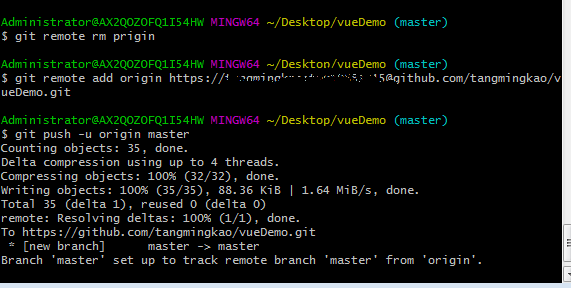 Administrator@AX2QOZOFQ1I54HW MINGW64 ~/Desktop/vueDemo (master)
$ git remote rm prigin
Administrator@AX2QOZOFQ1I54HW MINGW64 ~/Desktop/vueDemo (master)
$ git remote add origin https://@github.com/tangmingkao/v
ueDemo.git
Administrator@AX2QOZOFQ1I54HW MINGW64 ~/Desktop/vueDemo (master)
$ git push -u origin master
Counting objects: 35, done.
Delta compression using up to 4 threads.
Compressing objects: 100% (32/32), done.
Writing objects: 100% (35/35), 88.36 KiB | 1.64 MiB/s, done.
Total 35 (delta 1), reused 0 (delta 0)
remote: Resolving deltas: 100% (1/1), done.
To https://github.com/tangmingkao/vueDemo.git
 * [new branch]      master -> master
Branch 'master' set up to track remote branch 'master' from 'origin'.